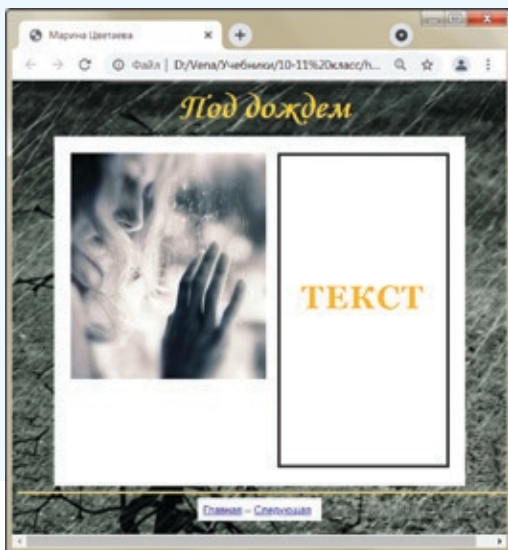 Марина Цветаева
Файл | D:/Vena/Учебники/10-11%20класс/h...
Под дождем
ТЕКСТ
Главная – Следующая